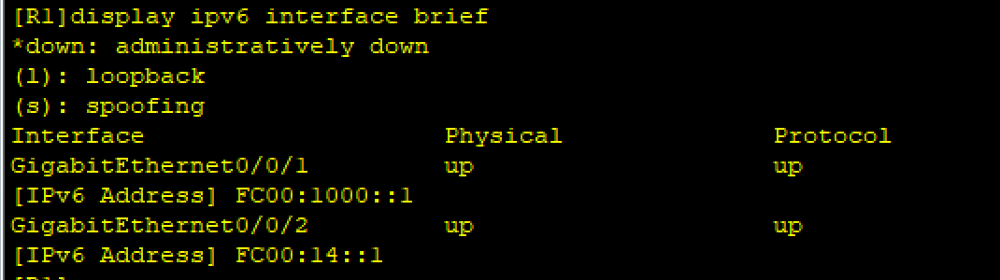 [R1]display ipv6 interface brief
*down: administratively down
(l): loopback
(s): spoofing
Interface Physical Protocol
GigabitEthernet0/0/1 up up
[IPv6 Address] FC00:1000::1
GigabitEthernet0/0/2 up up
[IPv6 Address] FC00:14::1